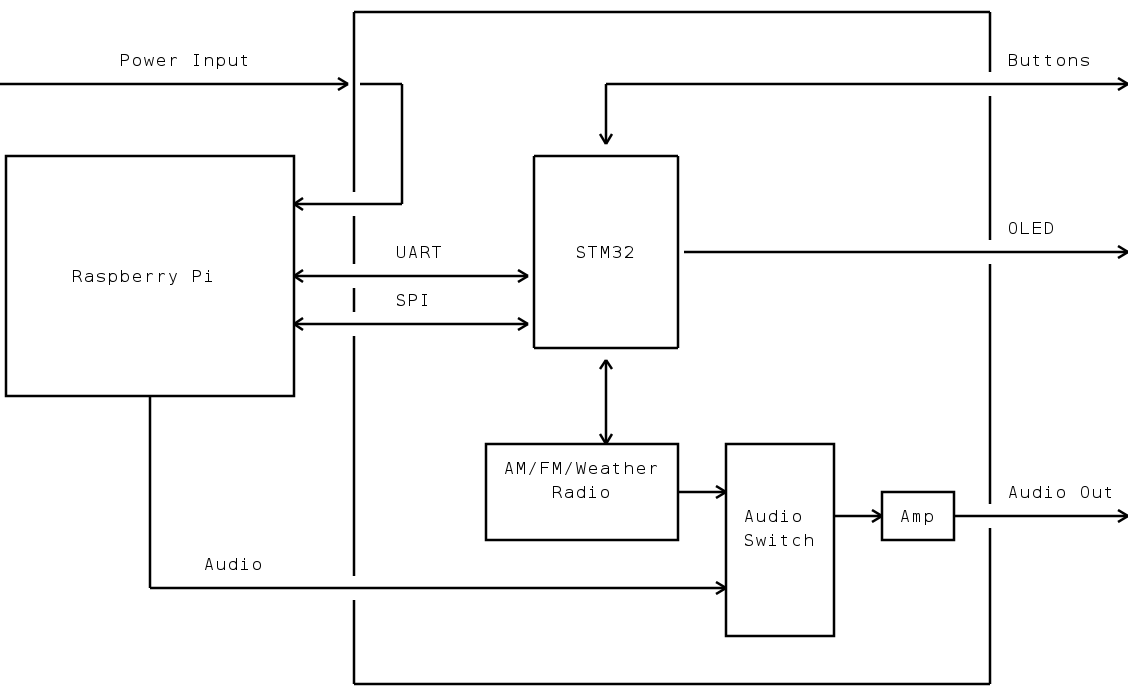 Power Input
Buttons
OLED
UART
STM32
Raspberry Pi
SPI
AM/FM/Weather
Radio
Audio Out
Audio
Switch
Amp
Audio